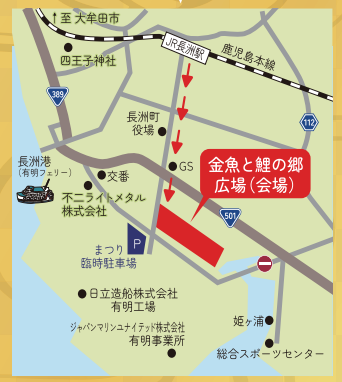 ↑至 大牟田市
四王子神社
JR長洲駅
鹿児島本線
389
112
長洲町
役場
長洲港
(有明フェリー)
GS
交番
金魚と鯉の郷
広場(会場)
不二ライトメタル
株式会社
501
まつり
臨時駐車場
P
日立造船株式会社
有明工場
ジャパンマリンユナイテッド株式会社
有明事業所
姫ヶ浦
総合スポーツセンター